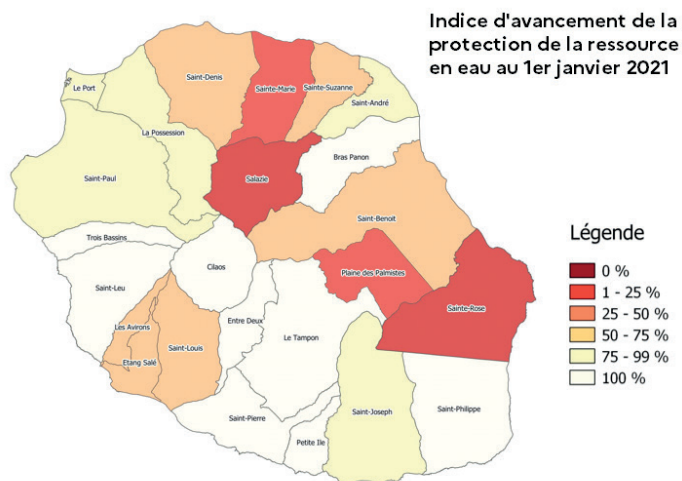 Indice d'avancement de la
protection de la ressource
en eau au 1er janvier 2021
Saint-Denis
Sainte-Marie
Sainte-Suzanne
Le Port
Saint-André
La Possession
Bras Panon
Saint-Paul
Salazie
Saint-Benoit
Trois Bassins
Cilaos
Plaine des Palmistes
Saint-Leu
Sainte-Rose
Les Avirons
Entre Deux
Le Tampon
Saint-Louis
Etang Salé
Saint-Joseph
Saint-Philippe
Saint-Pierre
Petite Ile
Légende
0 %
1 - 25 %
25 - 50 %
50 - 75 %
75 - 99 %
100 %